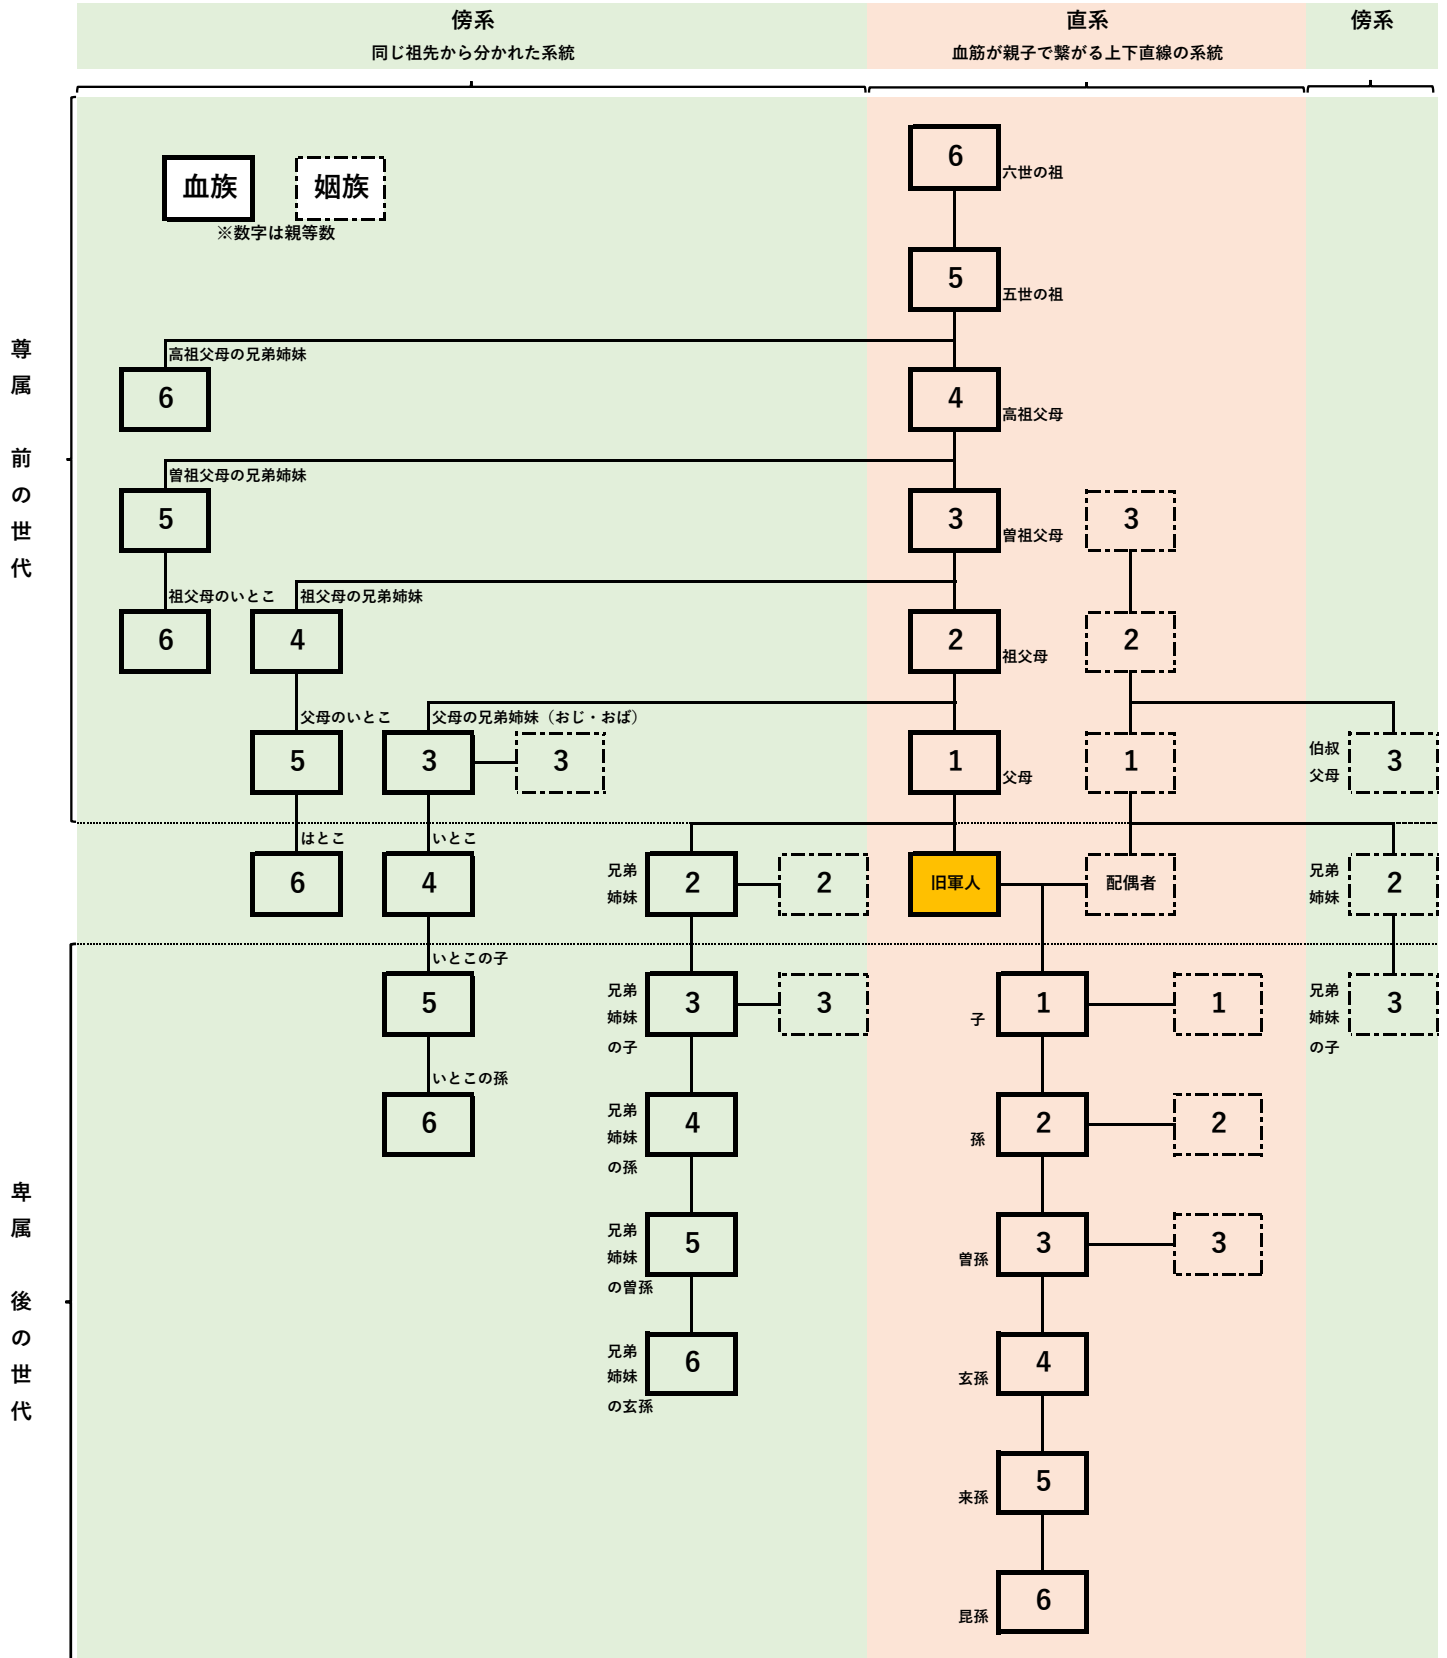 傍系
直系
傍系
同じ祖先から分かれた系統
血筋が親子で繋がる上下直線の系統
尊属 前の世代
血族
姻族
※数字は親等数
6
六世の祖
5
五世の祖
高祖父母の兄弟姉妹
6
4
高祖父母
曽祖父母の兄弟姉妹
5
3
曽祖父母
3
祖父母のいとこ
祖父母の兄弟姉妹
6
4
2
祖父母
2
父母のいとこ
父母の兄弟姉妹（おじ・おば）
5
3
3
1
父母
1
伯叔
父母
3
はとこ
いとこ
6
4
兄弟
姉妹
2
2
旧軍人
配偶者
兄弟
姉妹
2
卑属 後の世代
いとこの子
5
兄弟
姉妹
の子
3
3
子
1
1
兄弟
姉妹
の子
3
いとこの孫
6
兄弟
姉妹
の孫
4
孫
2
2
兄弟
姉妹
の曽孫
5
曽孫
3
3
兄弟
姉妹
の玄孫
6
玄孫
4
来孫
5
昆孫
6